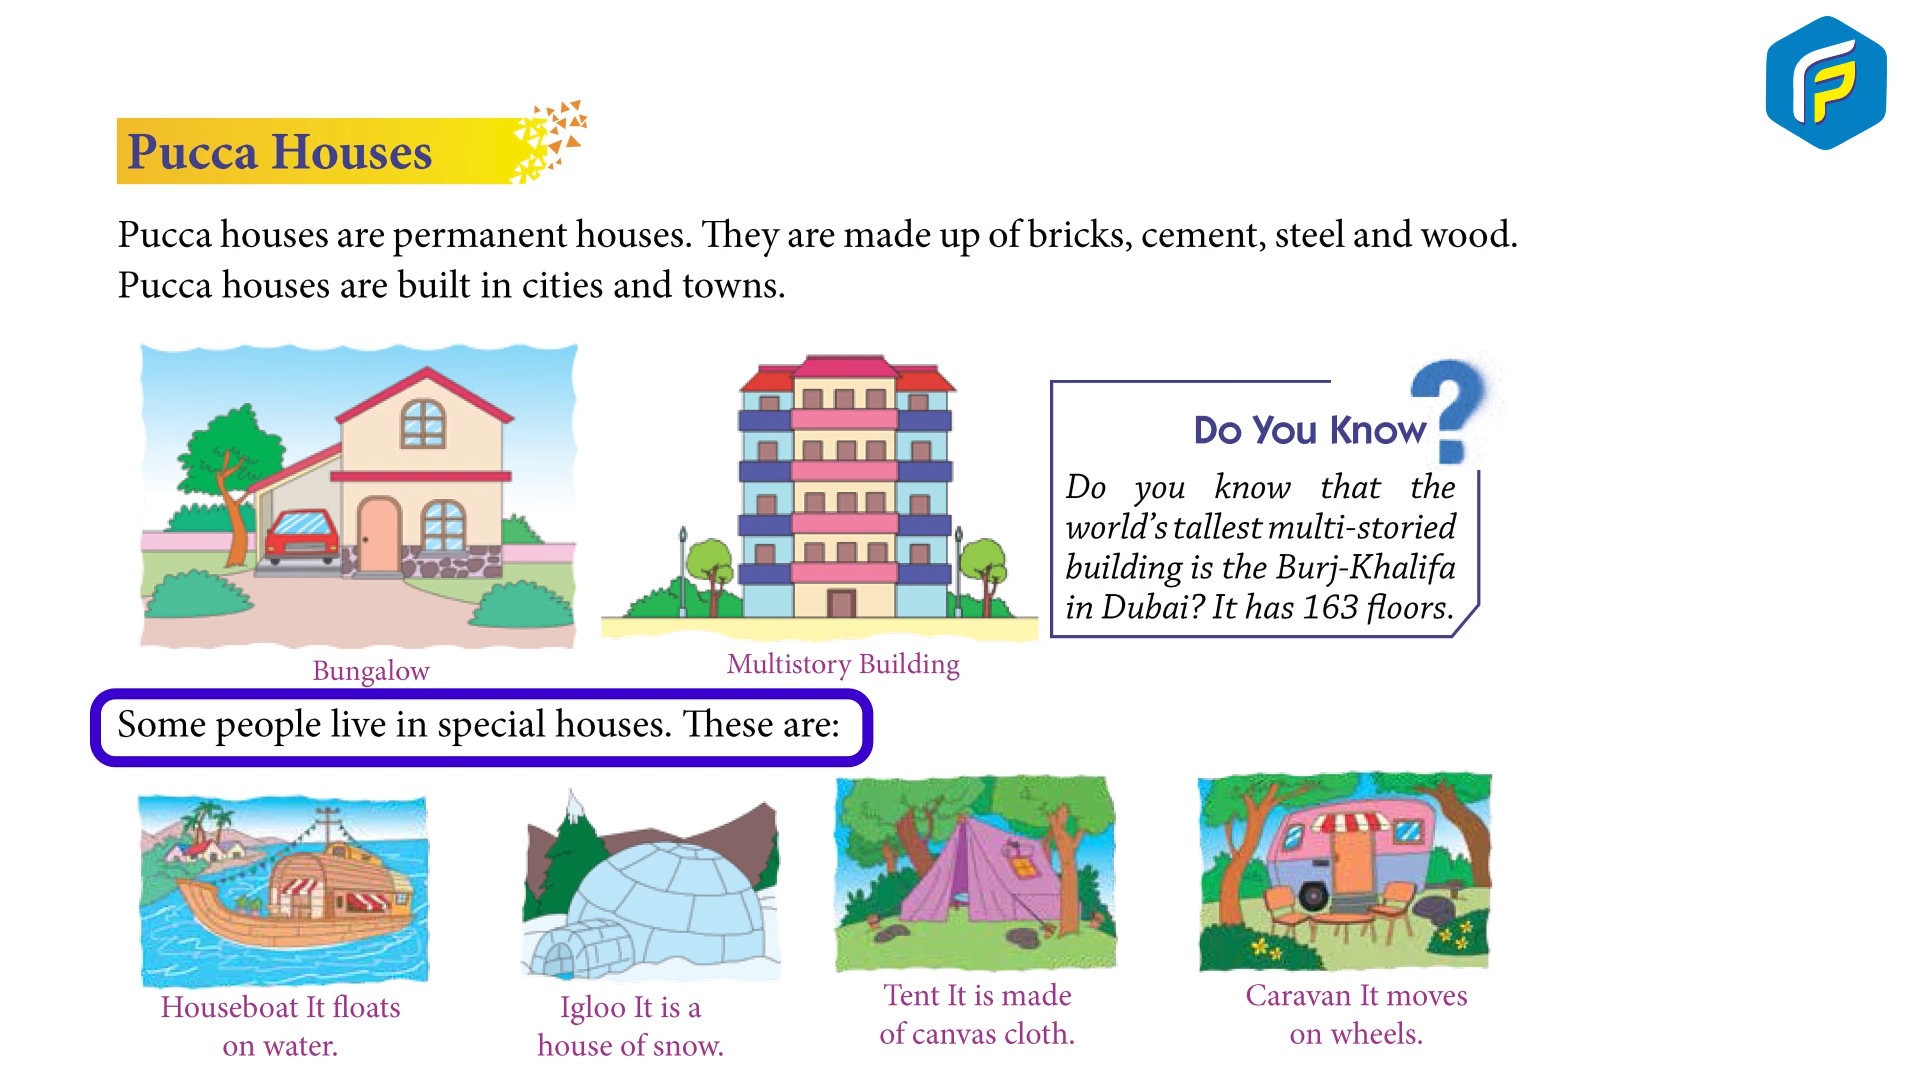 Pucca Houses
Pucca houses are permanent houses. They are made up of bricks, cement, steel and wood.
Pucca houses are built in cities and towns.
Do You Know?
Do you know that the
world's tallest multi-storied
building is the Burj-Khalifa
in Dubai? It has 163 floors.
Bungalow
Multistory Building
Some people live in special houses. These are:
Houseboat It floats
on water.
Igloo It is a
house of snow.
Tent It is made
of canvas cloth.
Caravan It moves
on wheels.